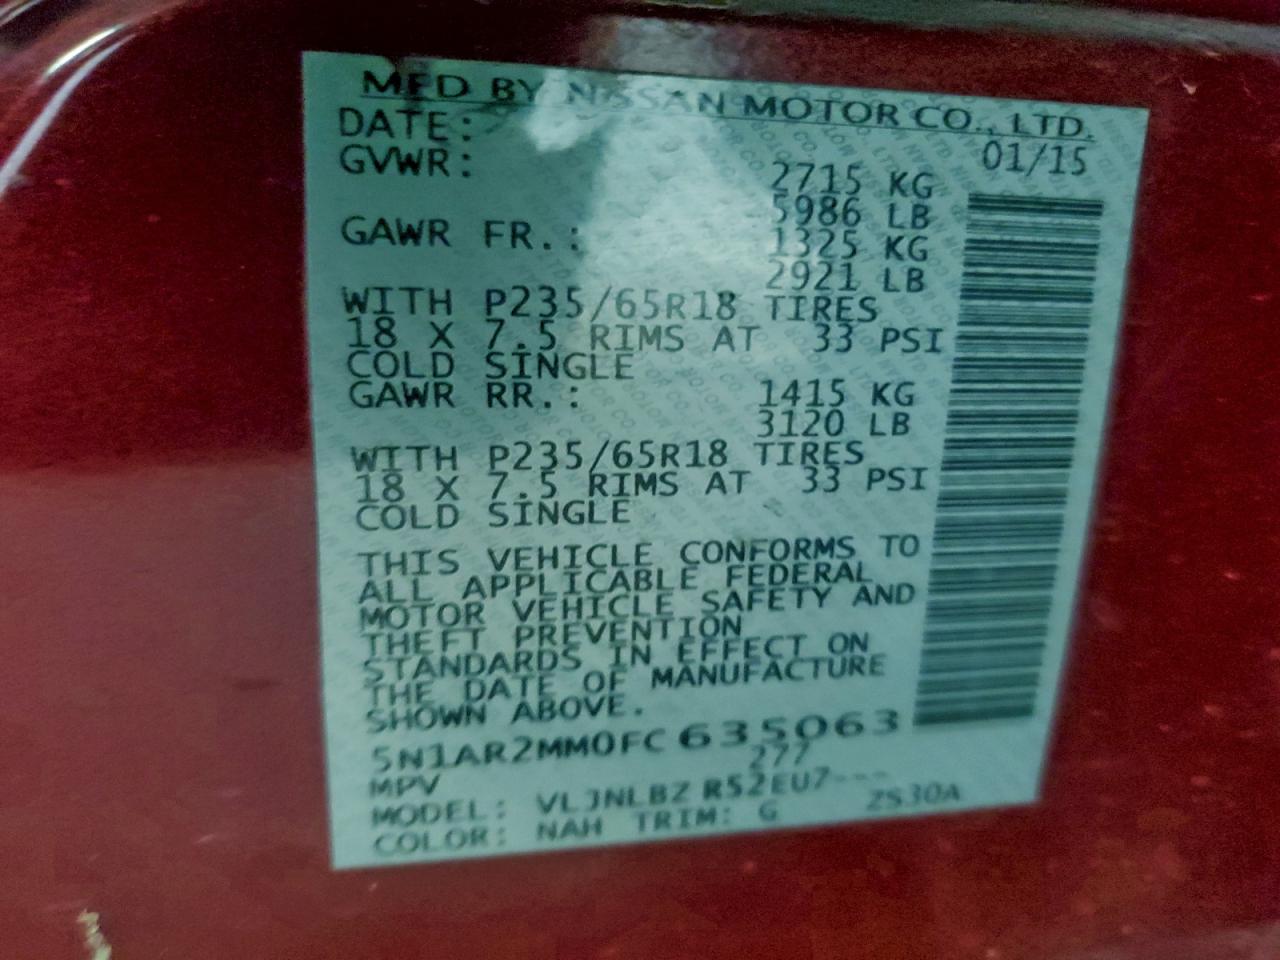 MFD BY NISSAN MOTOR CO., LTD.
DATE: 01/15
GVWR: 2715 KG
5986 LB
GAWR FR.: 1325 KG
2921 LB
WITH P235/65R18 TIRES
18 X 7.5 RIMS AT 33 PSI
COLD SINGLE
GAWR RR.: 1415 KG
3120 LB
WITH P235/65R18 TIRES
18 X 7.5 RIMS AT 33 PSI
COLD SINGLE
THIS VEHICLE CONFORMS TO
ALL APPLICABLE FEDERAL
MOTOR VEHICLE SAFETY AND
THEFT PREVENTION
STANDARDS IN EFFECT ON
THE DATE OF MANUFACTURE
SHOWN ABOVE.
5N1AR2MM0FC 635063
MPV 277
MODEL: VLJNLBZ R52EU7---
COLOR: NAH TRIM: G ZS30A